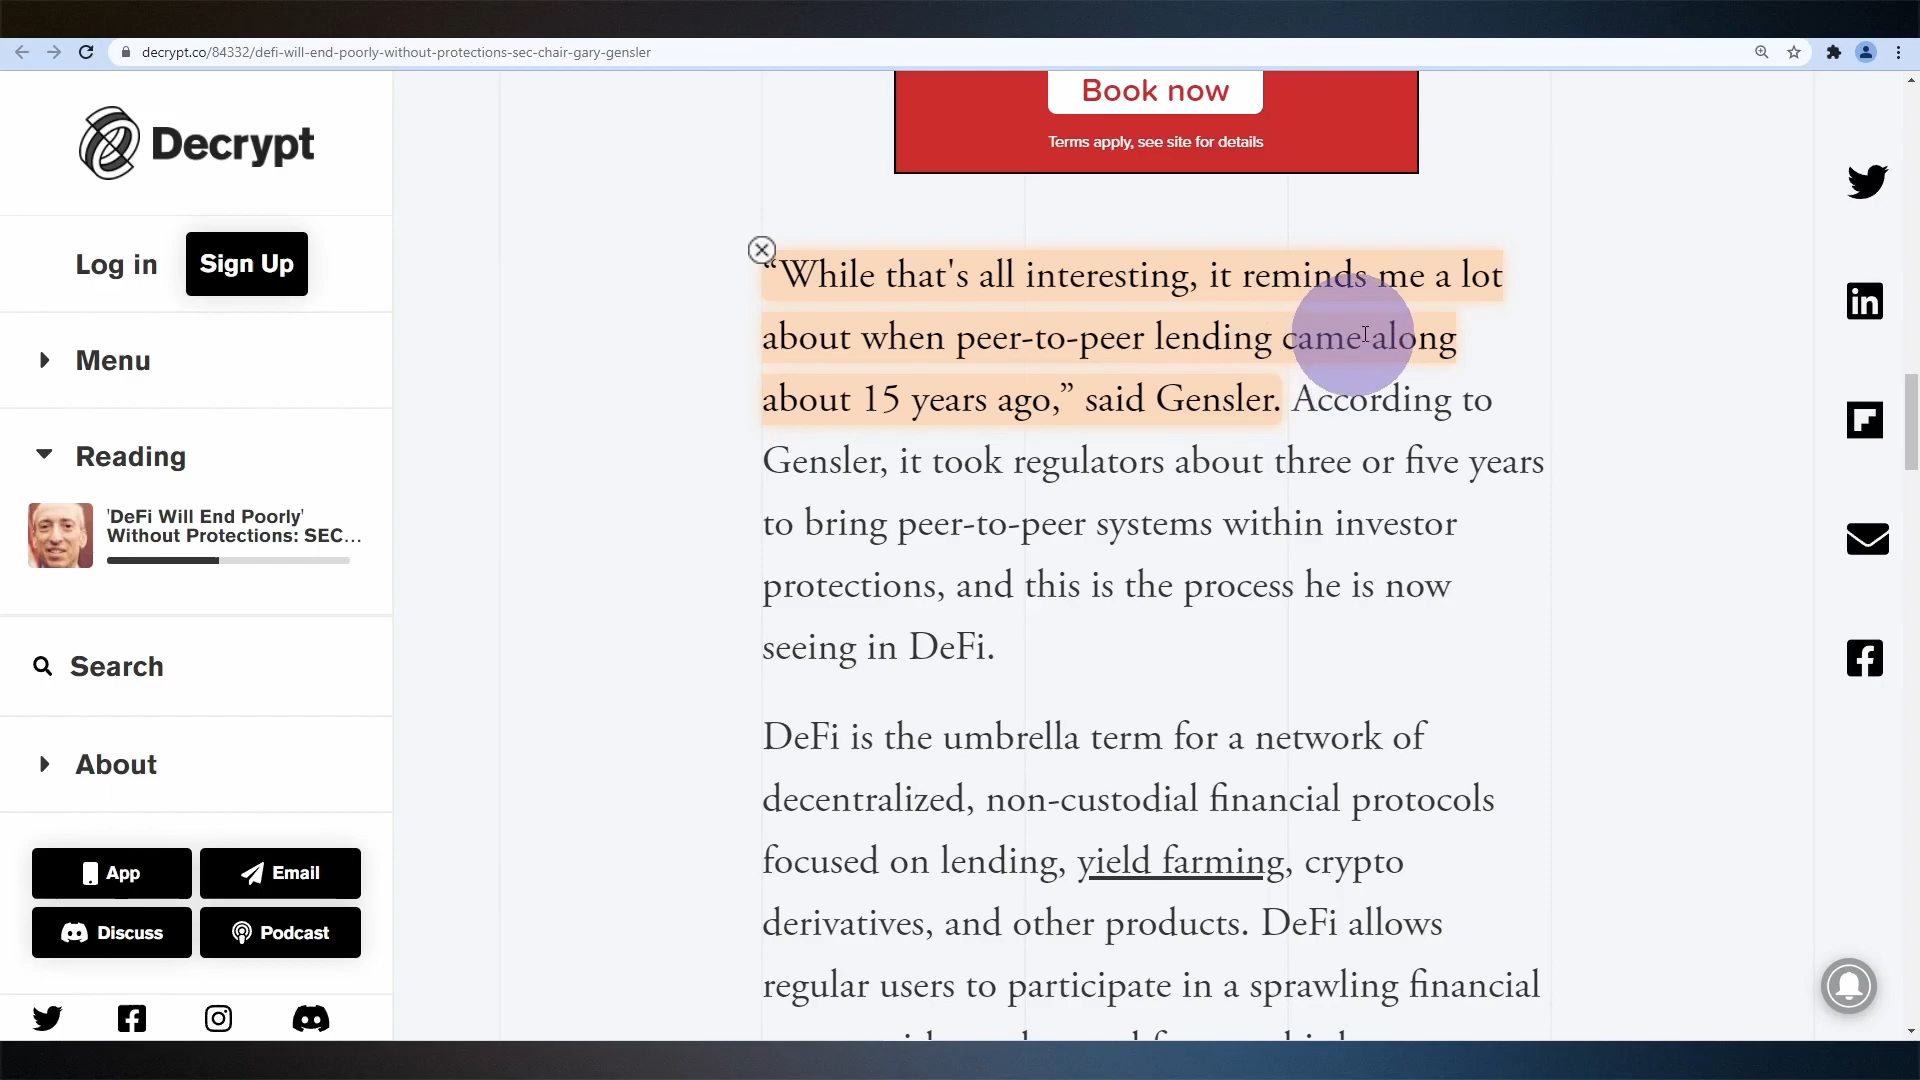 decrypt.co/84332/defi-will-end-poorly-without-protections-sec-chair-gary-gensler
Decrypt
Log in
Sign Up
Menu
Reading
'DeFi Will End Poorly'
Without Protections: SEC...
Search
About
App
Email
Discuss
Podcast
Book now
Terms apply, see site for details
“While that's all interesting, it reminds me a lot
about when peer-to-peer lending came along
about 15 years ago,” said Gensler. According to
Gensler, it took regulators about three or five years
to bring peer-to-peer systems within investor
protections, and this is the process he is now
seeing in DeFi.
DeFi is the umbrella term for a network of
decentralized, non-custodial financial protocols
focused on lending, yield farming, crypto
derivatives, and other products. DeFi allows
regular users to participate in a sprawling financial